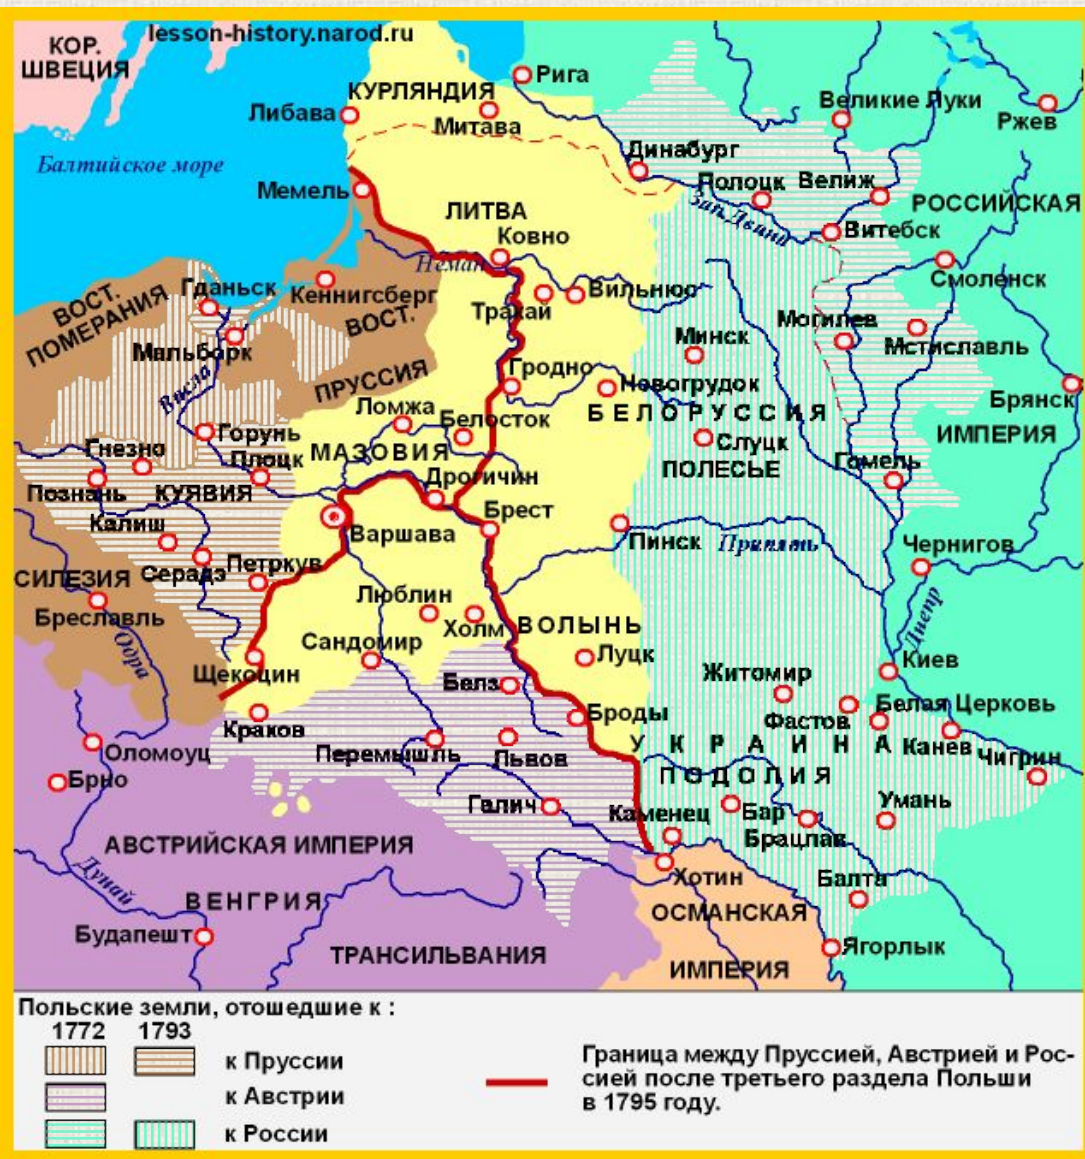 lesson-history.narod.ru
КОР.
ШВЕЦИЯ
Рига
КУРЛЯНДИЯ
Либава
Митава
Великие Луки
Ржев
Балтийское море
Динабург
Мемель
Полоцк
Велиж
РОССИЙСКАЯ
ЛИТВА
Зап. Двина
Ковно
Витебск
Неман
Смоленск
ВОСТ.
ПОМЕРАНИЯ
Гданьск
Кеннигсберг
Вильнюс
Тракай
ВОСТ.
Могилев
Мстиславль
Мальборк
Минск
ПРУССИЯ
Гродно
Новогрудок
Висла
Брянск
Ломжа
Белосток
БЕЛОРУССИЯ
ИМПЕРИЯ
Горунь
Гнезно
Плоцк
МАЗОВИЯ
Слуцк
ПОЛЕСЬЕ
Гомель
Познань
КУЯВИЯ
Дрогичин
Калиш
Варшава
Брест
Пинск
Припять
Чернигов
СИЛЕЗИЯ
Серадз
Петркув
Бреславль
Люблин
Холм
ВОЛЫНЬ
Днепр
Одра
Сандомир
Луцк
Киев
Щекоцин
Белз
Житомир
Краков
Броды
Фастов
Белая Церковь
Оломоуц
Перемышль
Львов
УКРАИНА
Канев
Чигрин
Брно
ПОДОЛИЯ
Галич
Каменец
Бар
Умань
Брацлав
АВСТРИЙСКАЯ ИМПЕРИЯ
Дунай
Хотин
Балта
ВЕНГРИЯ
ОСМАНСКАЯ
Будапешт
ТРАНСИЛЬВАНИЯ
ИМПЕРИЯ
Ягорлык
Польские земли, отошедшие к :
1772 1793
к Пруссии
к Австрии
к России
Граница между Пруссией, Австрией и Рос-
сией после третьего раздела Польши
в 1795 году.